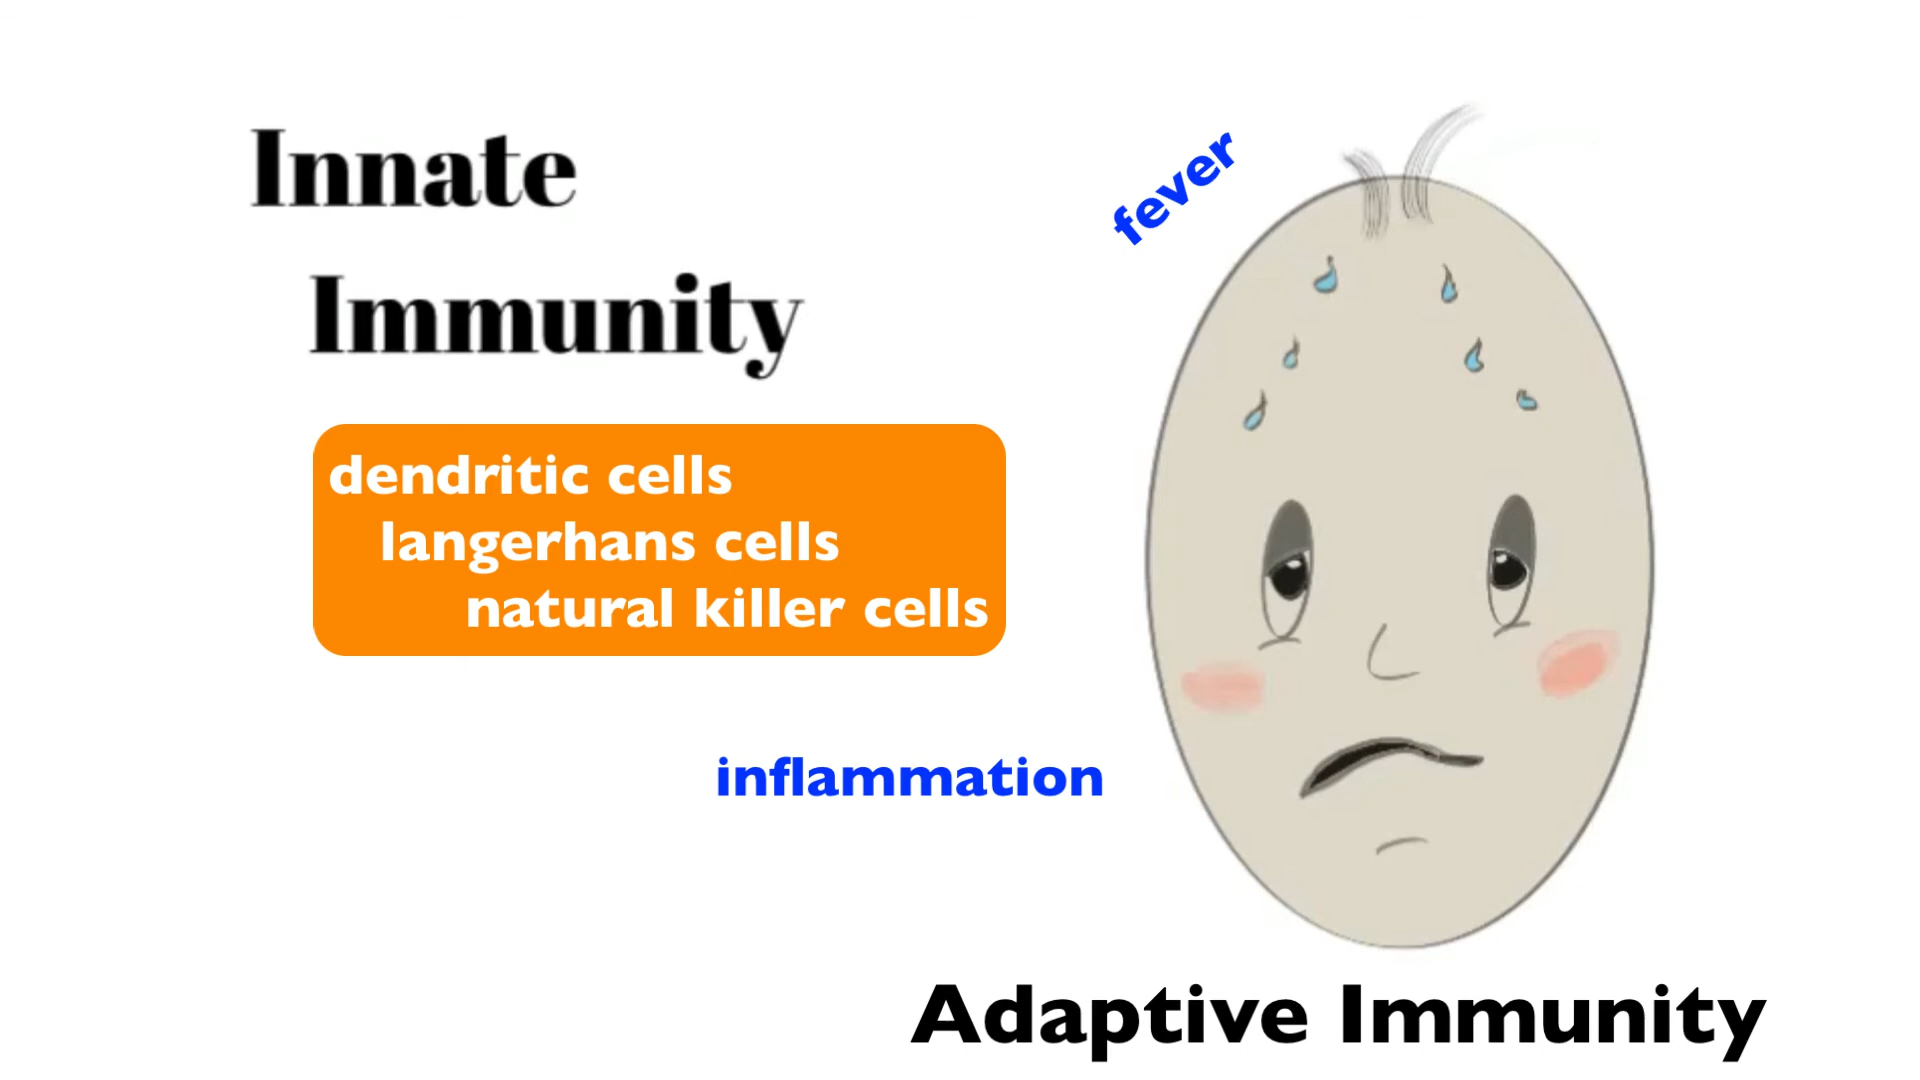 Innate
Immunity
fever
dendritic cells
langerhans cells
natural killer cells
inflammation
Adaptive Immunity